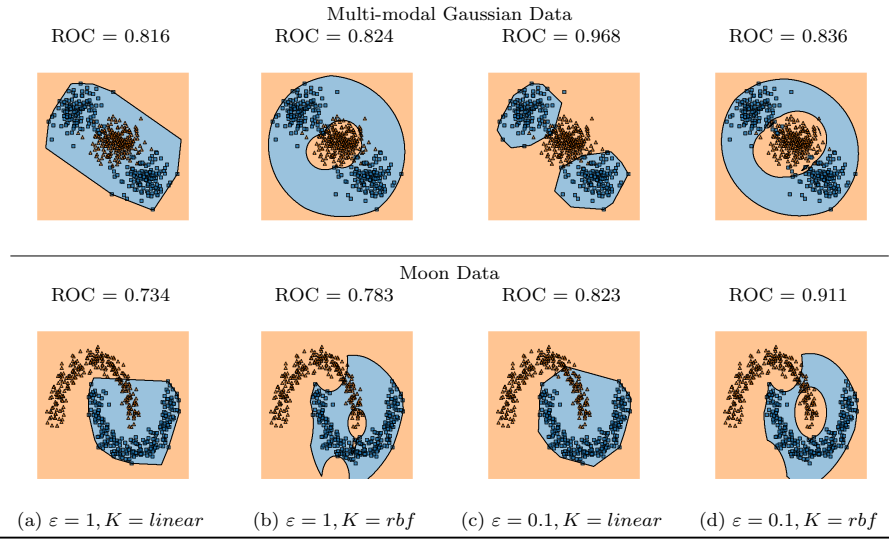 Multi-modal Gaussian Data
ROC = 0.816 ROC = 0.824 ROC = 0.968 ROC = 0.836
Moon Data
ROC = 0.734 ROC = 0.783 ROC = 0.823 ROC = 0.911
(a) ε = 1, K = linear (b) ε = 1, K = rbf (c) ε = 0.1, K = linear (d) ε = 0.1, K = rbf